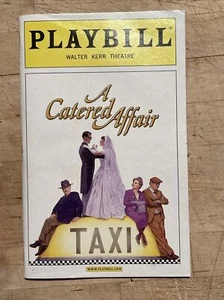 PLAYBILL
WALTER KERR THEATRE
A
Catered Affair
TAXI
WWW.PLAYBILL.COM